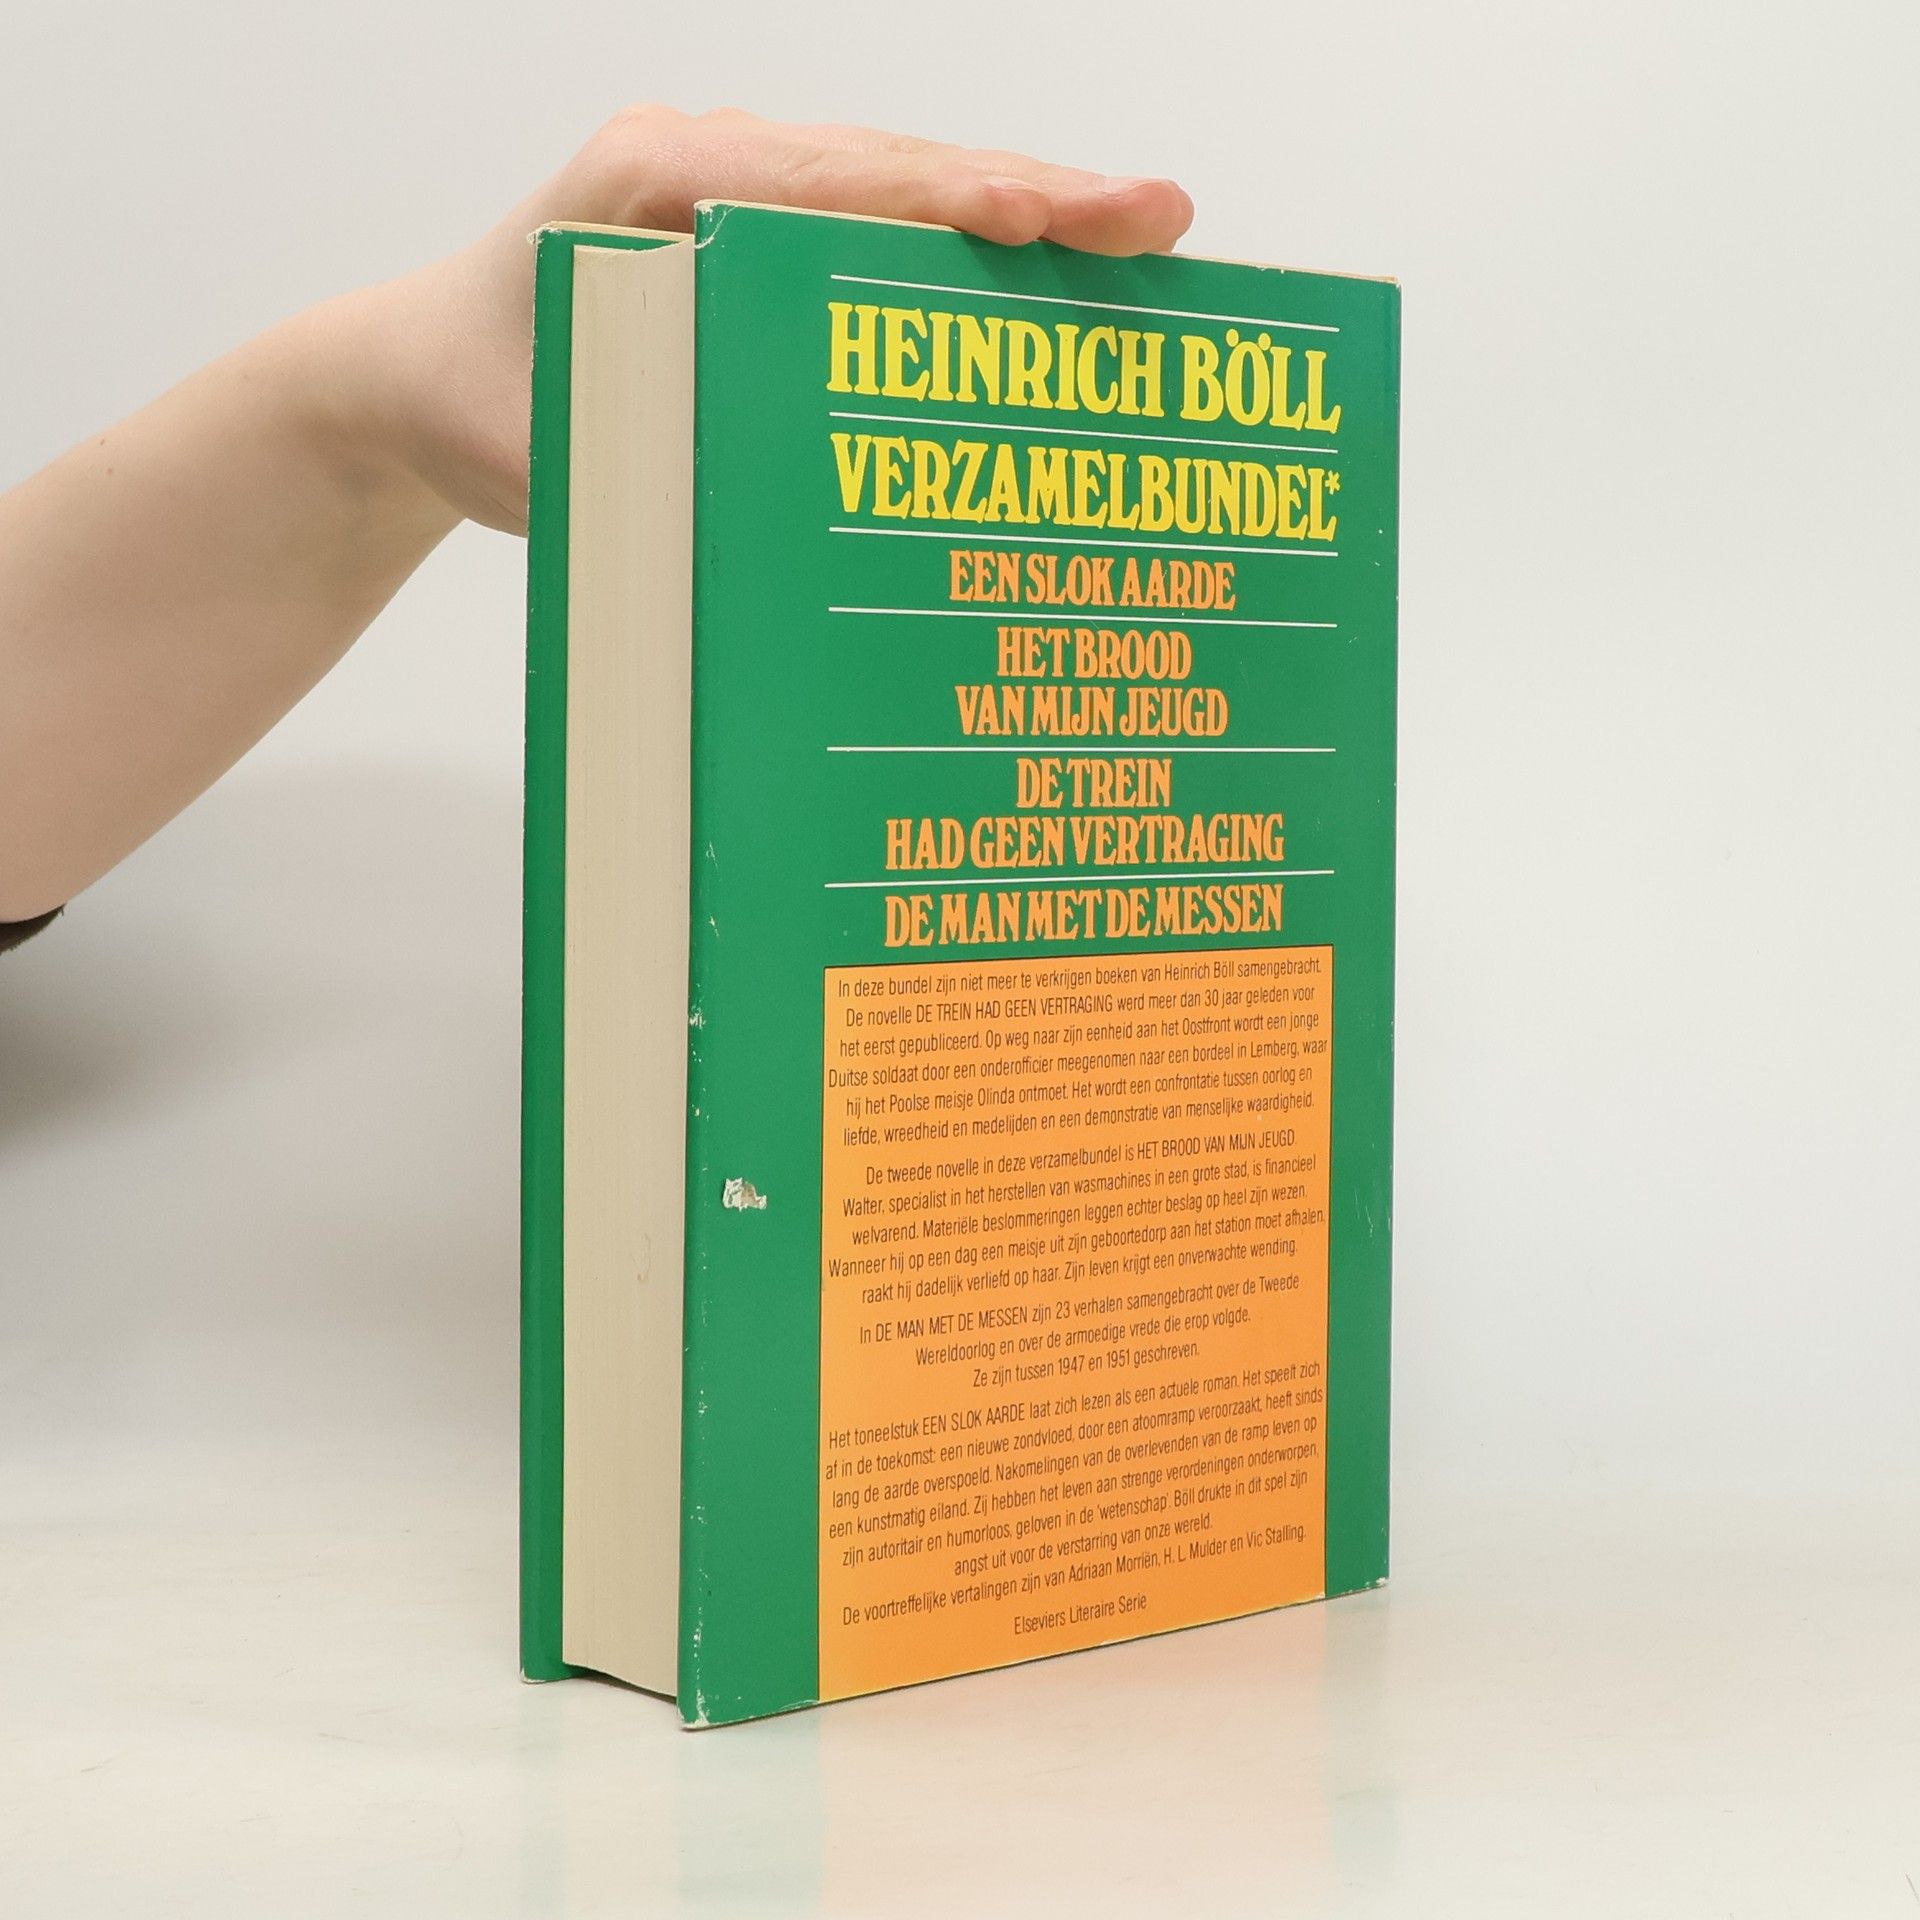 HEINRICH BÖLL
VERZAMELBUNDEL*
EEN SLOK AARDE
HET BROOD
VAN MIJN JEUGD
DE TREIN
HAD GEEN VERTRAGING
DE MAN MET DE MESSEN
In deze bundel zijn niet meer te verkrijgen boeken van Heinrich Böll samengebracht.
De novelle DE TREIN HAD GEEN VERTRAGING werd meer dan 30 jaar geleden voor
het eerst gepubliceerd. Op weg naar zijn eenheid aan het Oostfront wordt een jonge
Duitse soldaat door een onderofficier meegenomen naar een bordeel in Lemberg, waar
hij het Poolse meisje Olinda ontmoet. Het wordt een confrontatie tussen oorlog en
liefde, wreedheid en medelijden en een demonstratie van menselijke waardigheid.
De tweede novelle in deze verzamelbundel is HET BROOD VAN MIJN JEUGD.
Walter, specialist in het herstellen van wasmachines in een grote stad, is financieel
welvarend. Materiële beslommeringen leggen echter beslag op heel zijn wezen.
Wanneer hij op een dag een meisje uit zijn geboortedorp aan het station moet afhalen,
raakt hij dadelijk verliefd op haar. Zijn leven krijgt een onverwachte wending.
In DE MAN MET DE MESSEN zijn 23 verhalen samengebracht over de Tweede
Wereldoorlog en over de armoedige vrede die erop volgde.
Ze zijn tussen 1947 en 1951 geschreven.
Het toneelstuk EEN SLOK AARDE laat zich lezen als een actuele roman. Het speelt zich
af in de toekomst: een nieuwe zondvloed, door een atoomramp veroorzaakt, heeft sinds
lang de aarde overspoeld. Nakomelingen van de overlevenden van de ramp leven op
een kunstmatig eiland. Zij hebben het leven aan strenge verordeningen onderworpen,
zijn autoritair en humorloos, geloven in de 'wetenschap'. Böll drukte in dit spel zijn
angst uit voor de verstarring van onze wereld.
De voortreffelijke vertalingen zijn van Adriaan Morriën, H. L. Mulder en Vic Stalling.
Elseviers Literaire Serie